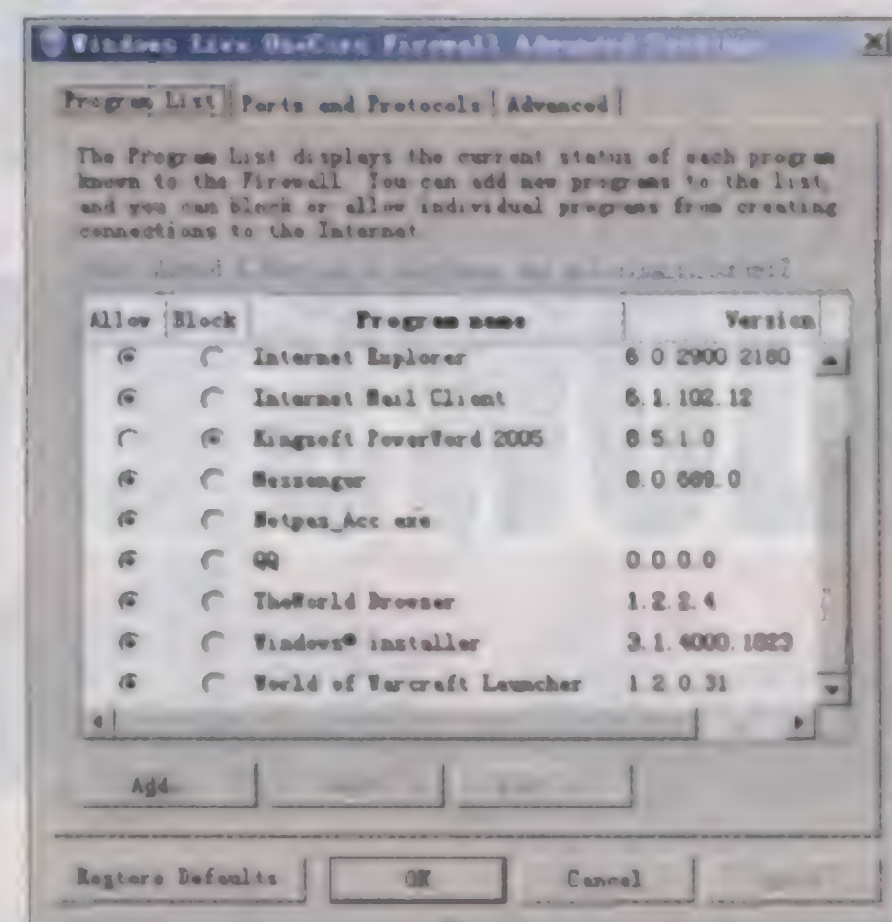 Windows Live OneCare Firewall Advanced Settings
Program List Ports and Protocols Advanced
The Program List displays the current status of each program
known to the Firewall. You can add new programs to the list,
and you can block or allow individual programs from creating
connections to the Internet.
Allow Block Program name Version
Internet Explorer 6.0.2900.2180
Internet Mail Client 6.1.102.12
Kingsoft PowerWord 2005 6.5.1.0
Messenger 8.0.689.0
QQ 0.0.0.0
TheWorld Browser 1.2.2.4
Windows® installer 3.1.4000.1823
World of Warcraft Launcher 1.2.0.31
Add...
Restore Defaults OK Cancel